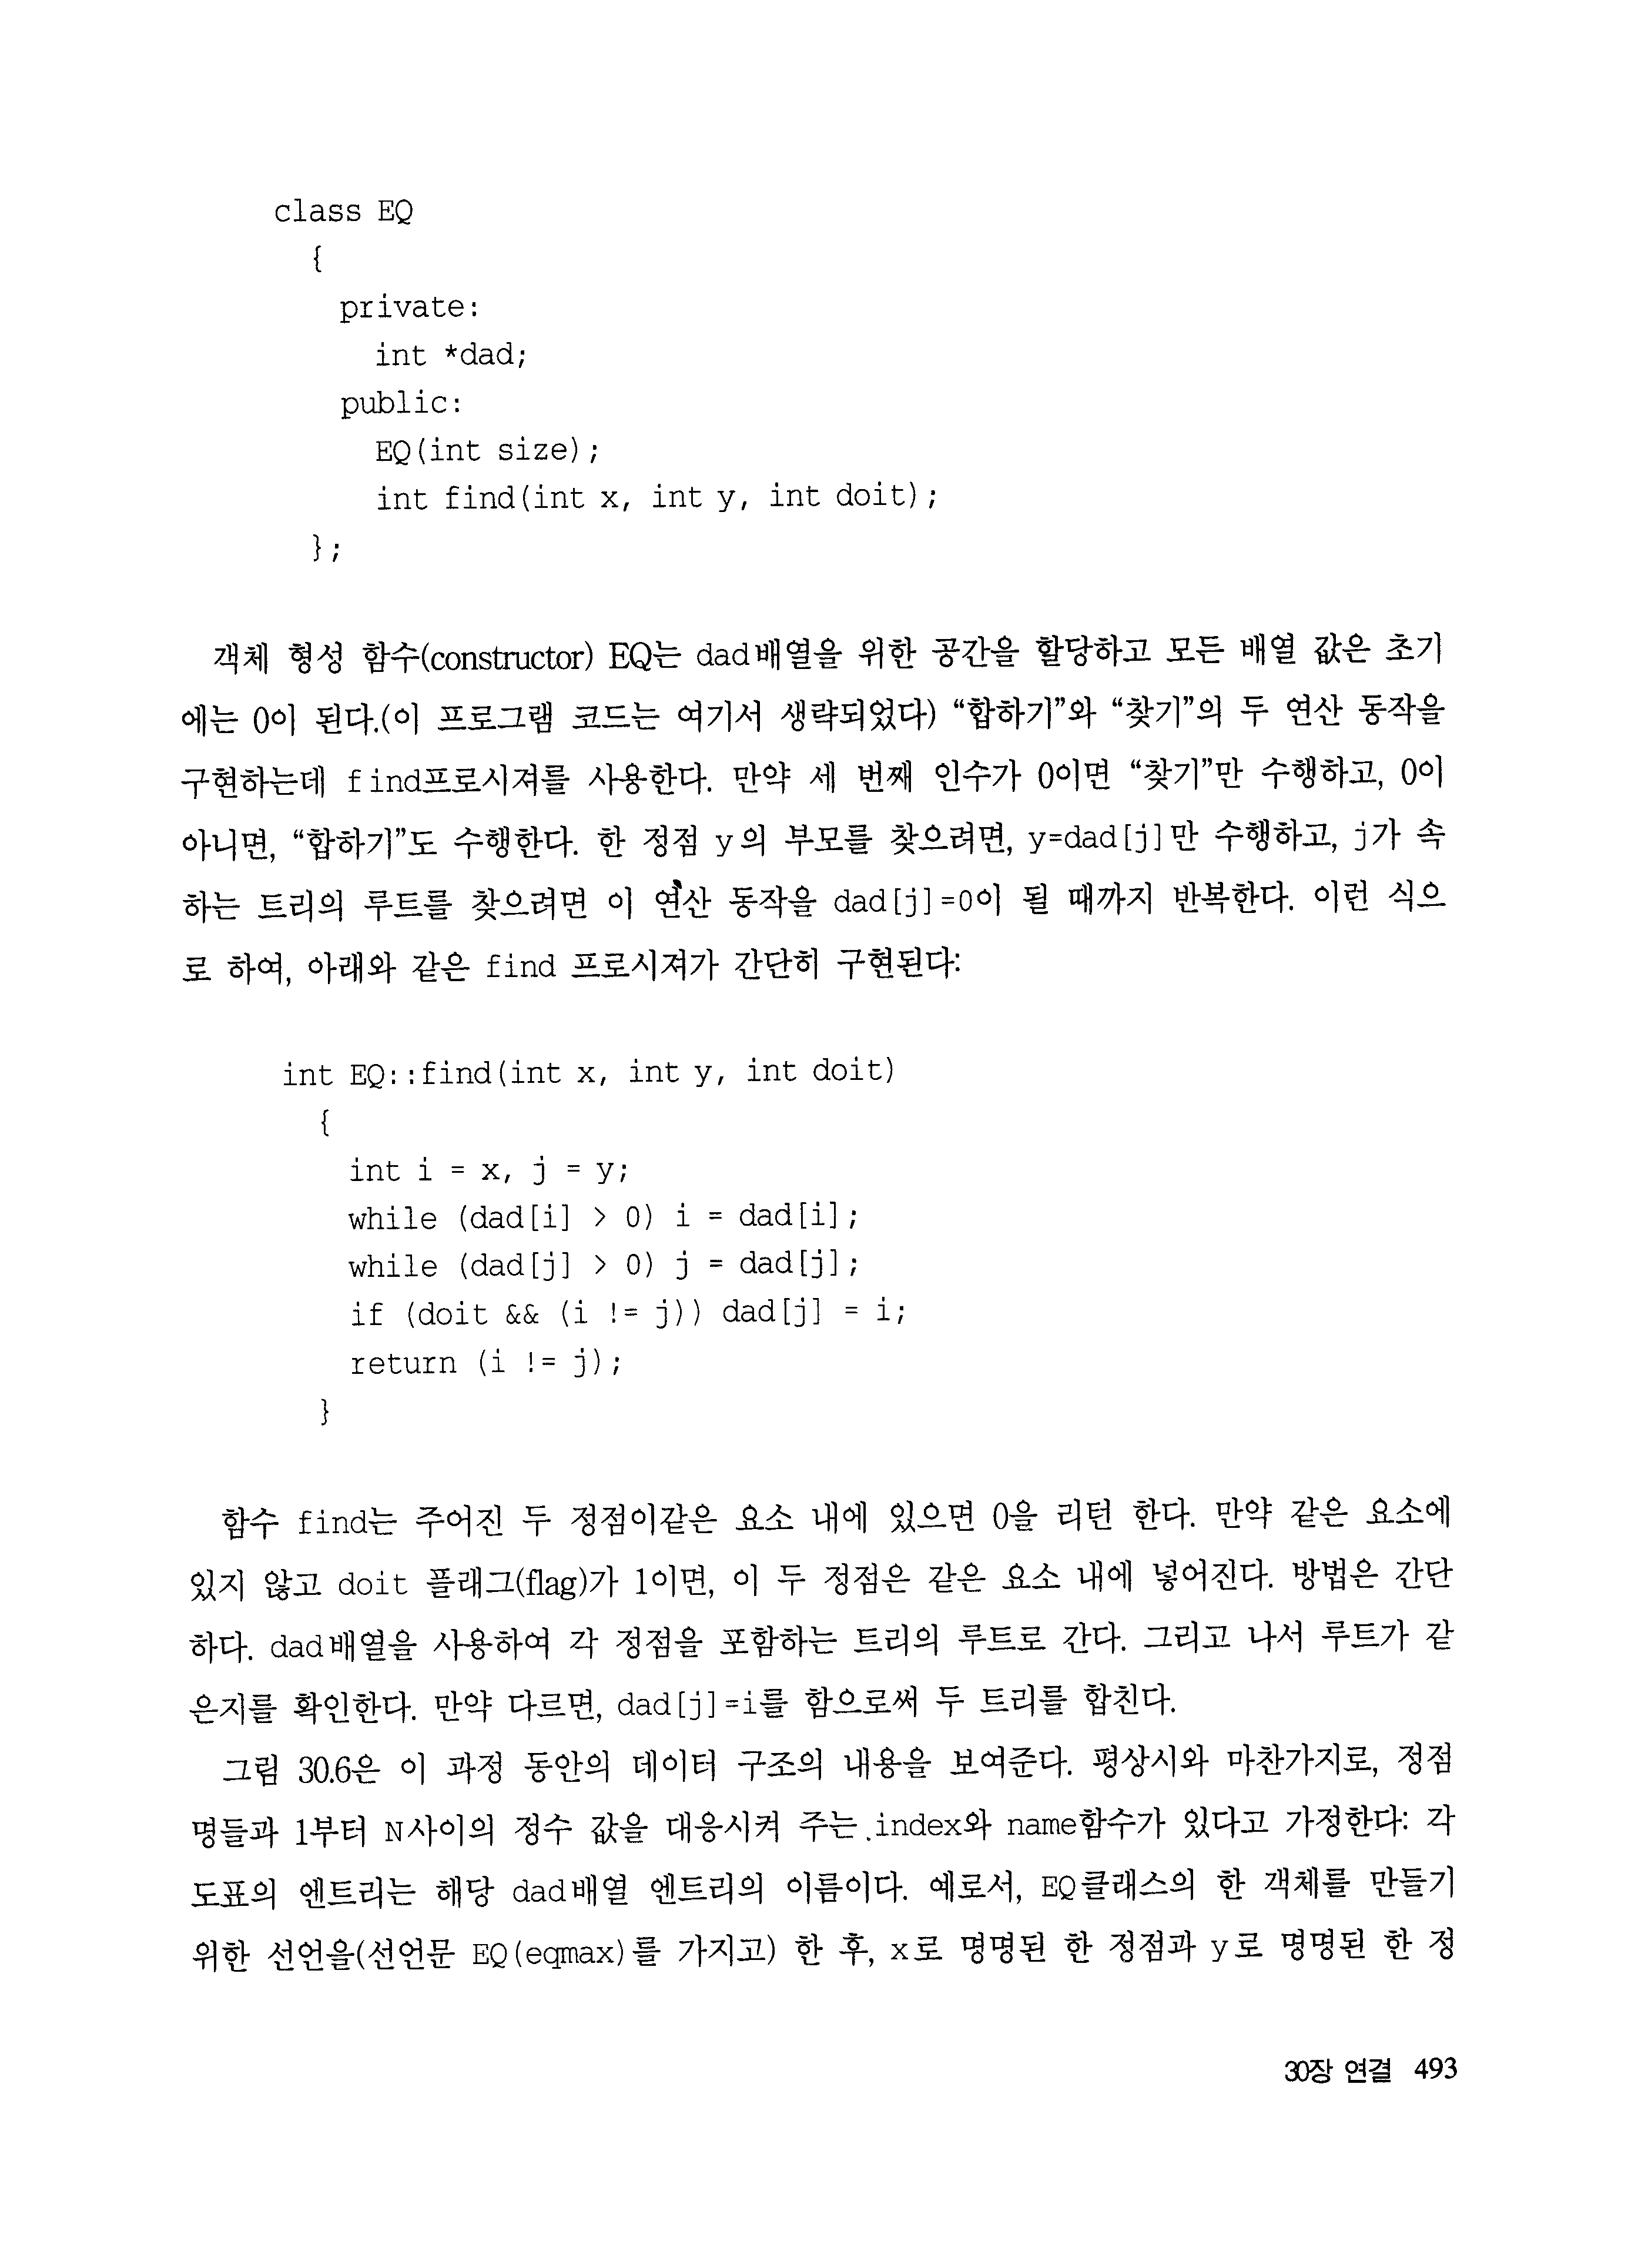 class EQ
{
private:
int *dad;
public:
EQ(int size);
int find(int x, int y, int doit);
};
객체 형성 함수(constructor) EQ는 dad배열을 위한 공간을 할당하고 모든 배열 값은 초기
에는 0이 된다.(이 프로그램 코드는 여기서 생략되었다) “합하기”와 “찾기”의 두 연산 동작을
구현하는데 find프로시져를 사용한다. 만약 세 번째 인수가 0이면 “찾기”만 수행하고, 0이
아니면, “합하기”도 수행한다. 한 정점 y의 부모를 찾으려면, y=dad[j]만 수행하고, j가 속
하는 트리의 루트를 찾으려면 이 연산 동작을 dad[j]=0이 될 때까지 반복한다. 이런 식으
로 하여, 아래와 같은 find 프로시져가 간단히 구현된다:
int EQ::find(int x, int y, int doit)
{
int i = x, j = y;
while (dad[i] > 0) i = dad[i];
while (dad[j] > 0) j = dad[j];
if (doit && (i != j)) dad[j] = i;
return (i != j);
}
함수 find는 주어진 두 정점이같은 요소 내에 있으면 0을 리턴 한다. 만약 같은 요소에
있지 않고 doit 플래그(flag)가 1이면, 이 두 정점은 같은 요소 내에 넣어진다. 방법은 간단
하다. dad배열을 사용하여 각 정점을 포함하는 트리의 루트로 간다. 그리고 나서 루트가 같
은지를 확인한다. 만약 다르면, dad[j]=i를 함으로써 두 트리를 합친다.
그림 30.6은 이 과정 동안의 데이터 구조의 내용을 보여준다. 평상시와 마찬가지로, 정점
명들과 1부터 N사이의 정수 값을 대응시켜 주는.index와 name함수가 있다고 가정한다: 각
도표의 엔트리는 해당 dad배열 엔트리의 이름이다. 예로서, EQ클래스의 한 객체를 만들기
위한 선언을(선언문 EQ(eqmax)를 가지고) 한 후, x로 명명된 한 정점과 y로 명명된 한 정
30장 연결 493